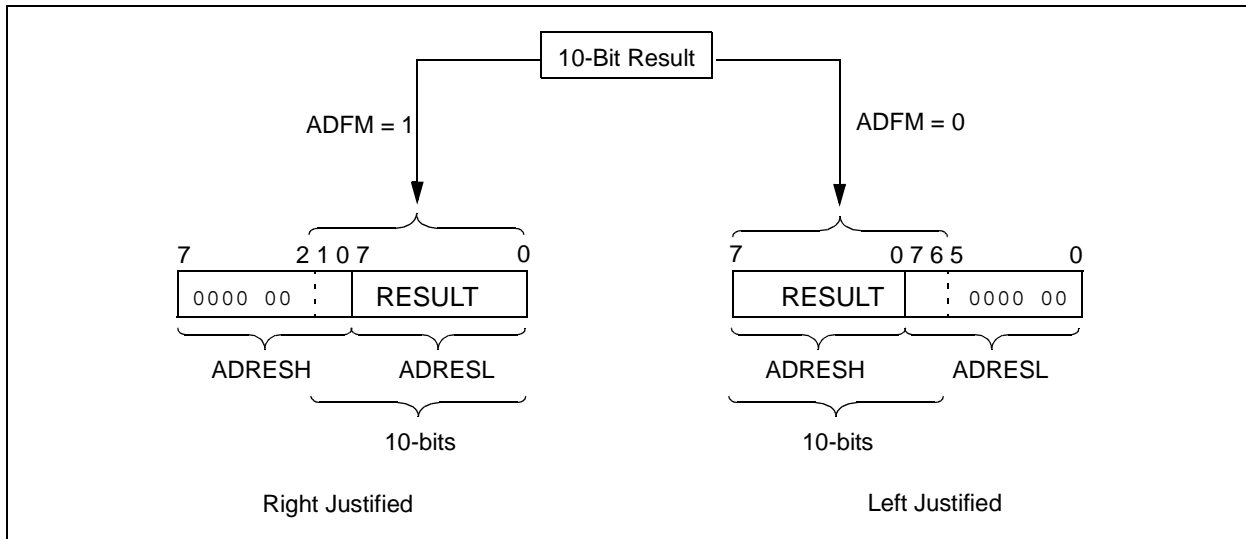 10-Bit Result
ADFM = 1
ADFM = 0
7 2 1 0 7 0
7 0 7 6 5 0
0000 00 RESULT
RESULT 0000 00
ADRESH ADRESL
ADRESH ADRESL
10-bits
10-bits
Right Justified
Left Justified